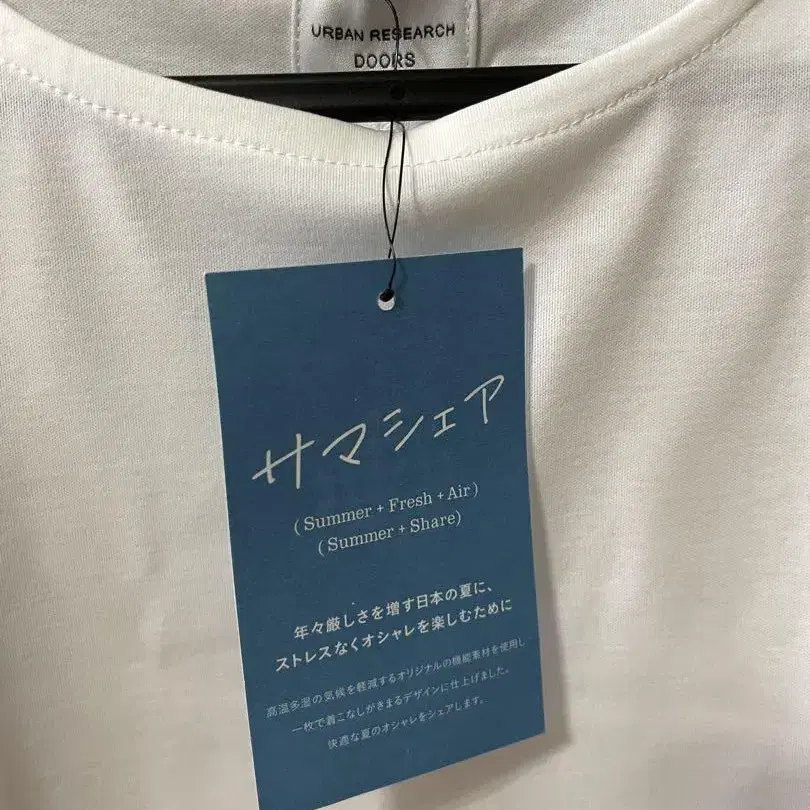 URBAN RESEARCH
DOORS
サマシェア
( Summer + Fresh + Air )
( Summer + Share)
年々厳しさを増す日本の夏に、
ストレスなくオシャレを楽しむために
高温多湿の気候を軽減するオリジナルの機能素材を使用し
一枚で着こなしがきまるデザインに仕上げました。
快適な夏のオシャレをシェアします。